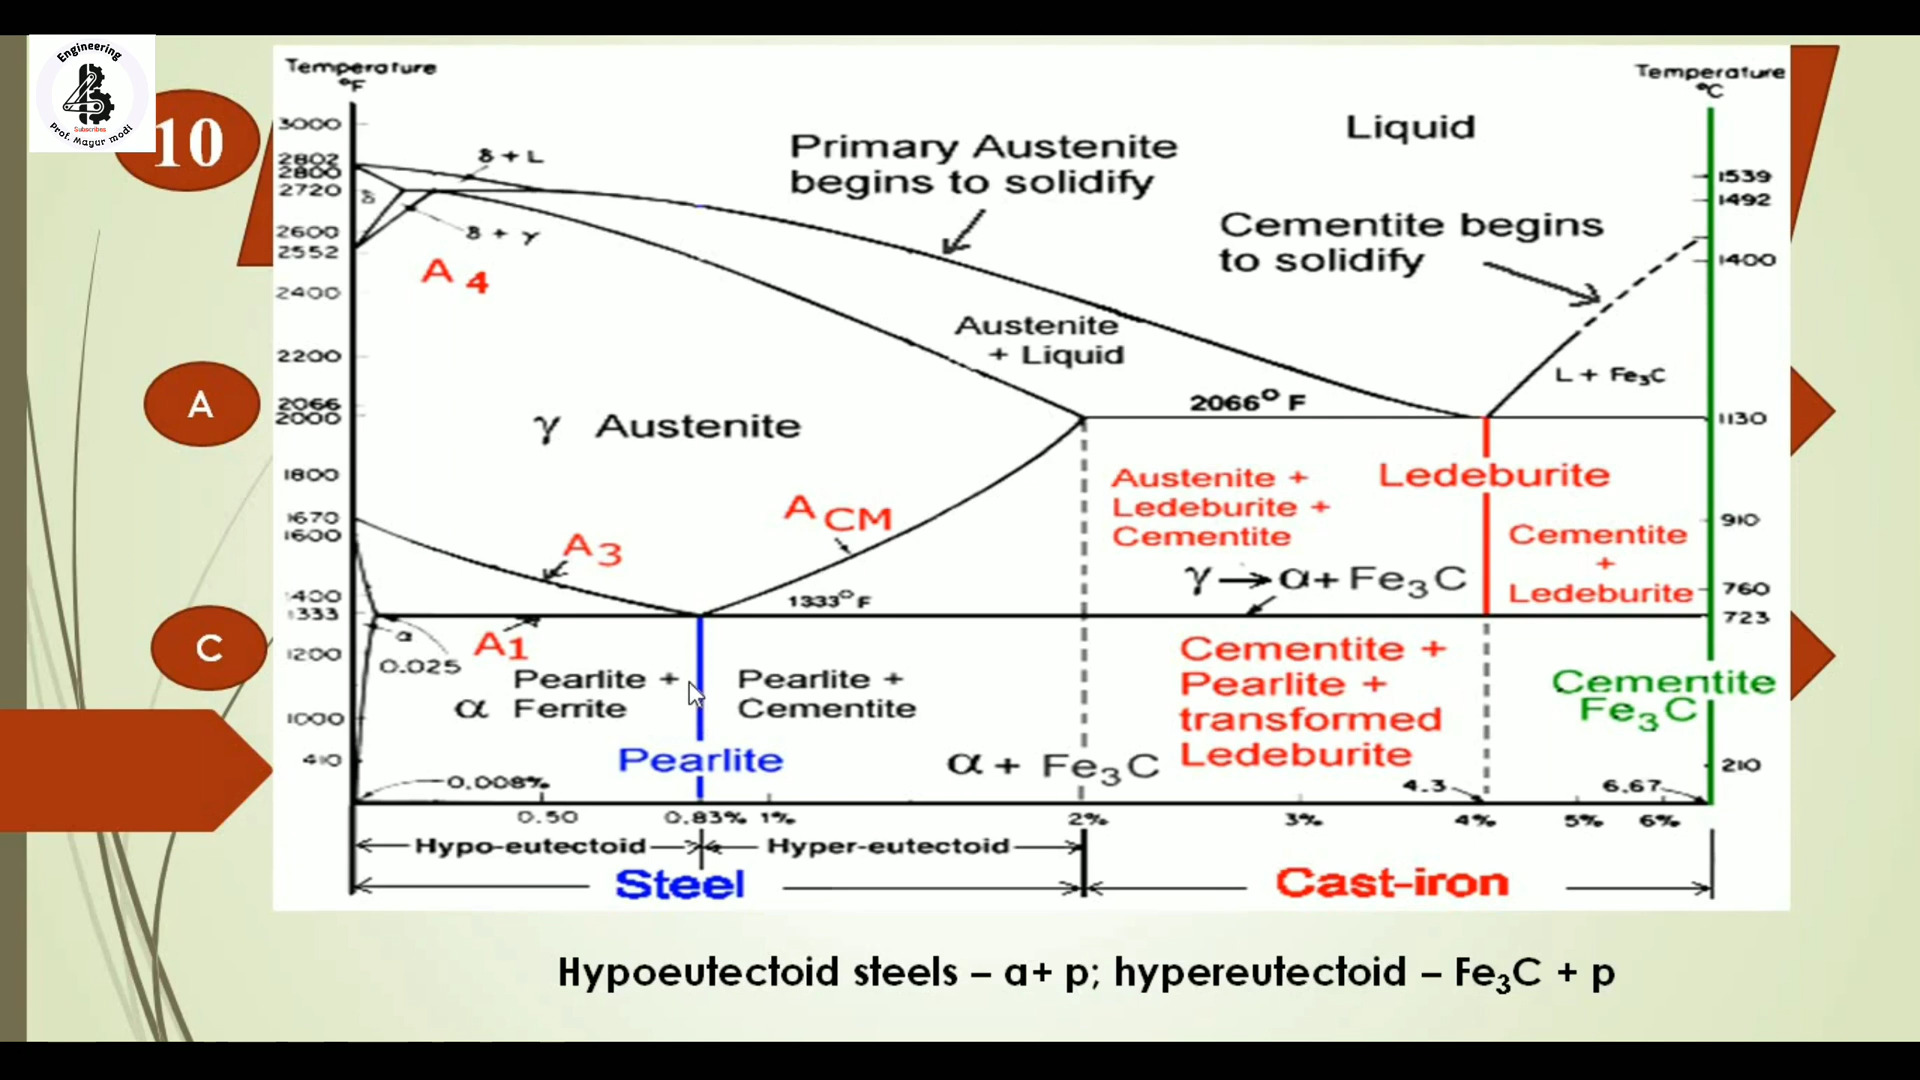 Engineering
Subscribes
Prof. Mayur modi
10
A
C
Temperature
°F
Temperature
°C
3000
2802
2800
2720
2600
2552
2400
2200
2066
2000
1800
1670
1600
1400
1333
1200
1000
410
1539
1492
1400
1130
910
760
723
210
δ + L
δ
δ + γ
A 4
Primary Austenite
begins to solidify
Liquid
Cementite begins
to solidify
Austenite
+ Liquid
L + Fe₃C
2066° F
γ Austenite
A CM
A3
1333° F
Austenite +
Ledeburite +
Cementite
Ledeburite
Cementite
+
Ledeburite
γ → α + Fe₃C
α
0.025
A1
Pearlite +
α Ferrite
Pearlite +
Cementite
Pearlite
α + Fe₃C
Cementite +
Pearlite +
transformed
Ledeburite
Cementite
Fe₃C
0.008%
4.3
6.67
0.50
0.83%
1%
2%
3%
4%
5%
6%
Hypo-eutectoid
Hyper-eutectoid
Steel
Cast-iron
Hypoeutectoid steels – a+ p; hypereutectoid – Fe₃C + p